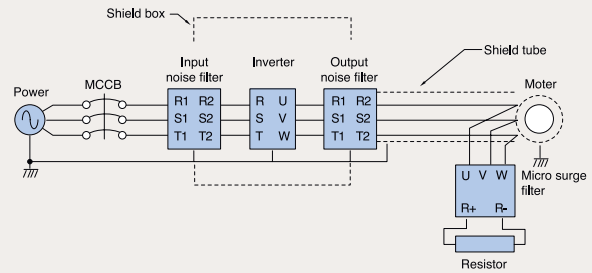 Shield box
Shield tube
Input
noise filter
Inverter
Output
noise filter
Power
MCCB
Moter
R1 R2
S1 S2
T1 T2
R U
S V
T W
R1 R2
S1 S2
T1 T2
U V W
R+ R-
Micro surge
filter
Resistor